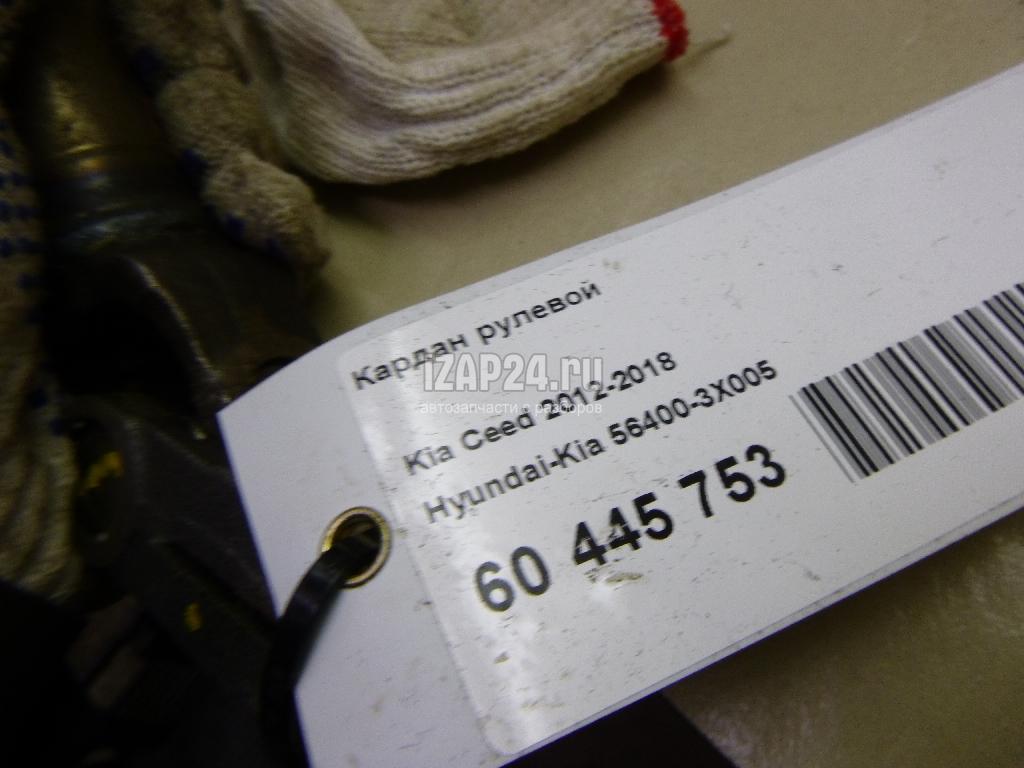 Кардан рулевой
IZAP24.ru
автозапчасти с разборов
Kia Ceed 2012-2018
Hyundai-Kia 56400-3X005
60 445 753